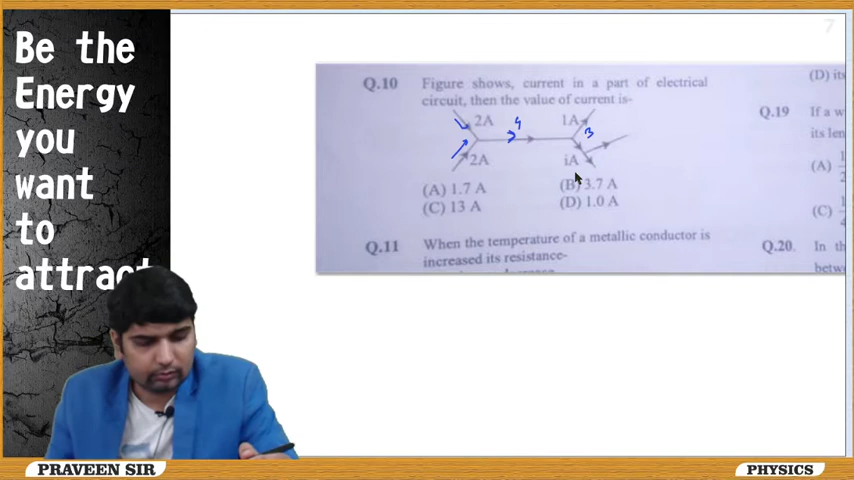 Be the
Energy
you
want
to
attract
7
Q.10 Figure shows, current in a part of electrical
circuit, then the value of current is-
2A
4
1A
3
2A
iA
(A) 1.7 A
(B) 3.7 A
(C) 13 A
(D) 1.0 A
Q.11 When the temperature of a metallic conductor is
increased its resistance-
(D) its
Q.19 If a w
its len
(A) 1
(C) 1
Q.20. In th
betw
PRAVEEN SIR
PHYSICS